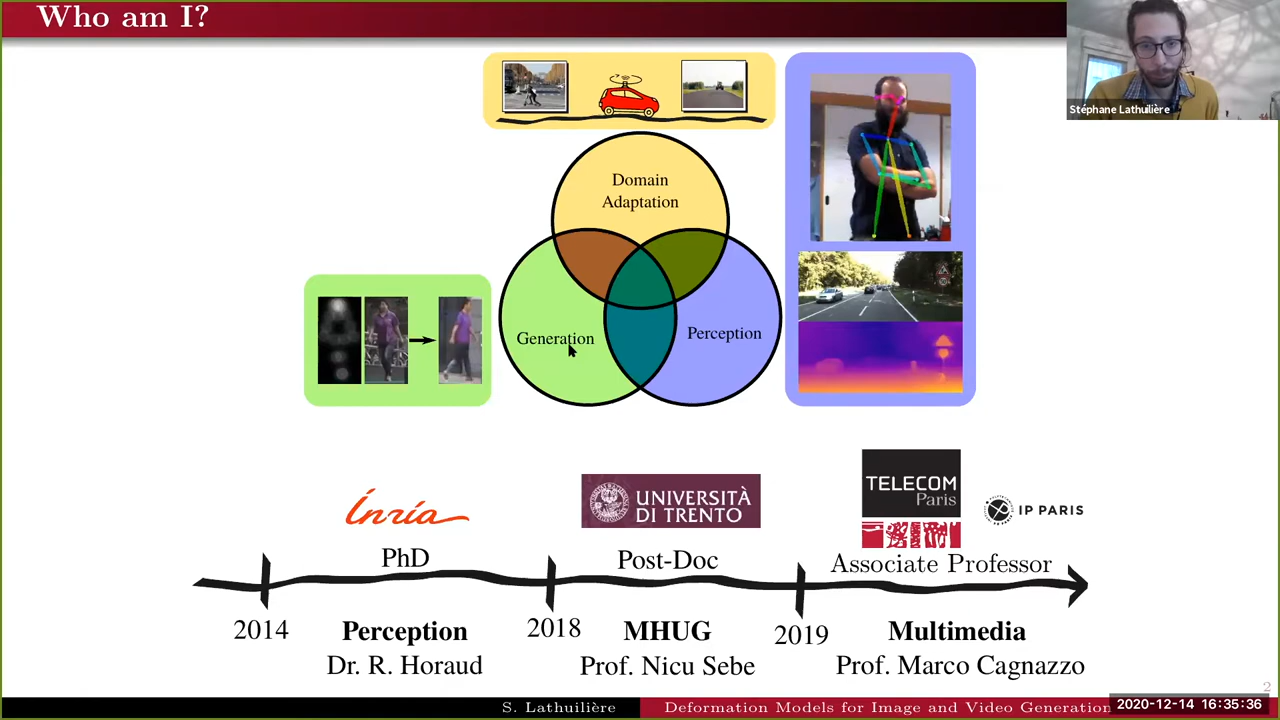 Who am I?
Stéphane Lathuilière
Domain
Adaptation
Generation
Perception
Inria
UNIVERSITÀ
DI TRENTO
TELECOM
Paris
IP PARIS
PhD
Post-Doc
Associate Professor
2014
2018
2019
Perception
MHUG
Multimedia
Dr. R. Horaud
Prof. Nicu Sebe
Prof. Marco Cagnazzo
2
S. Lathuilière
Deformation Models for Image and Video Generation
2020-12-14 16:35:36